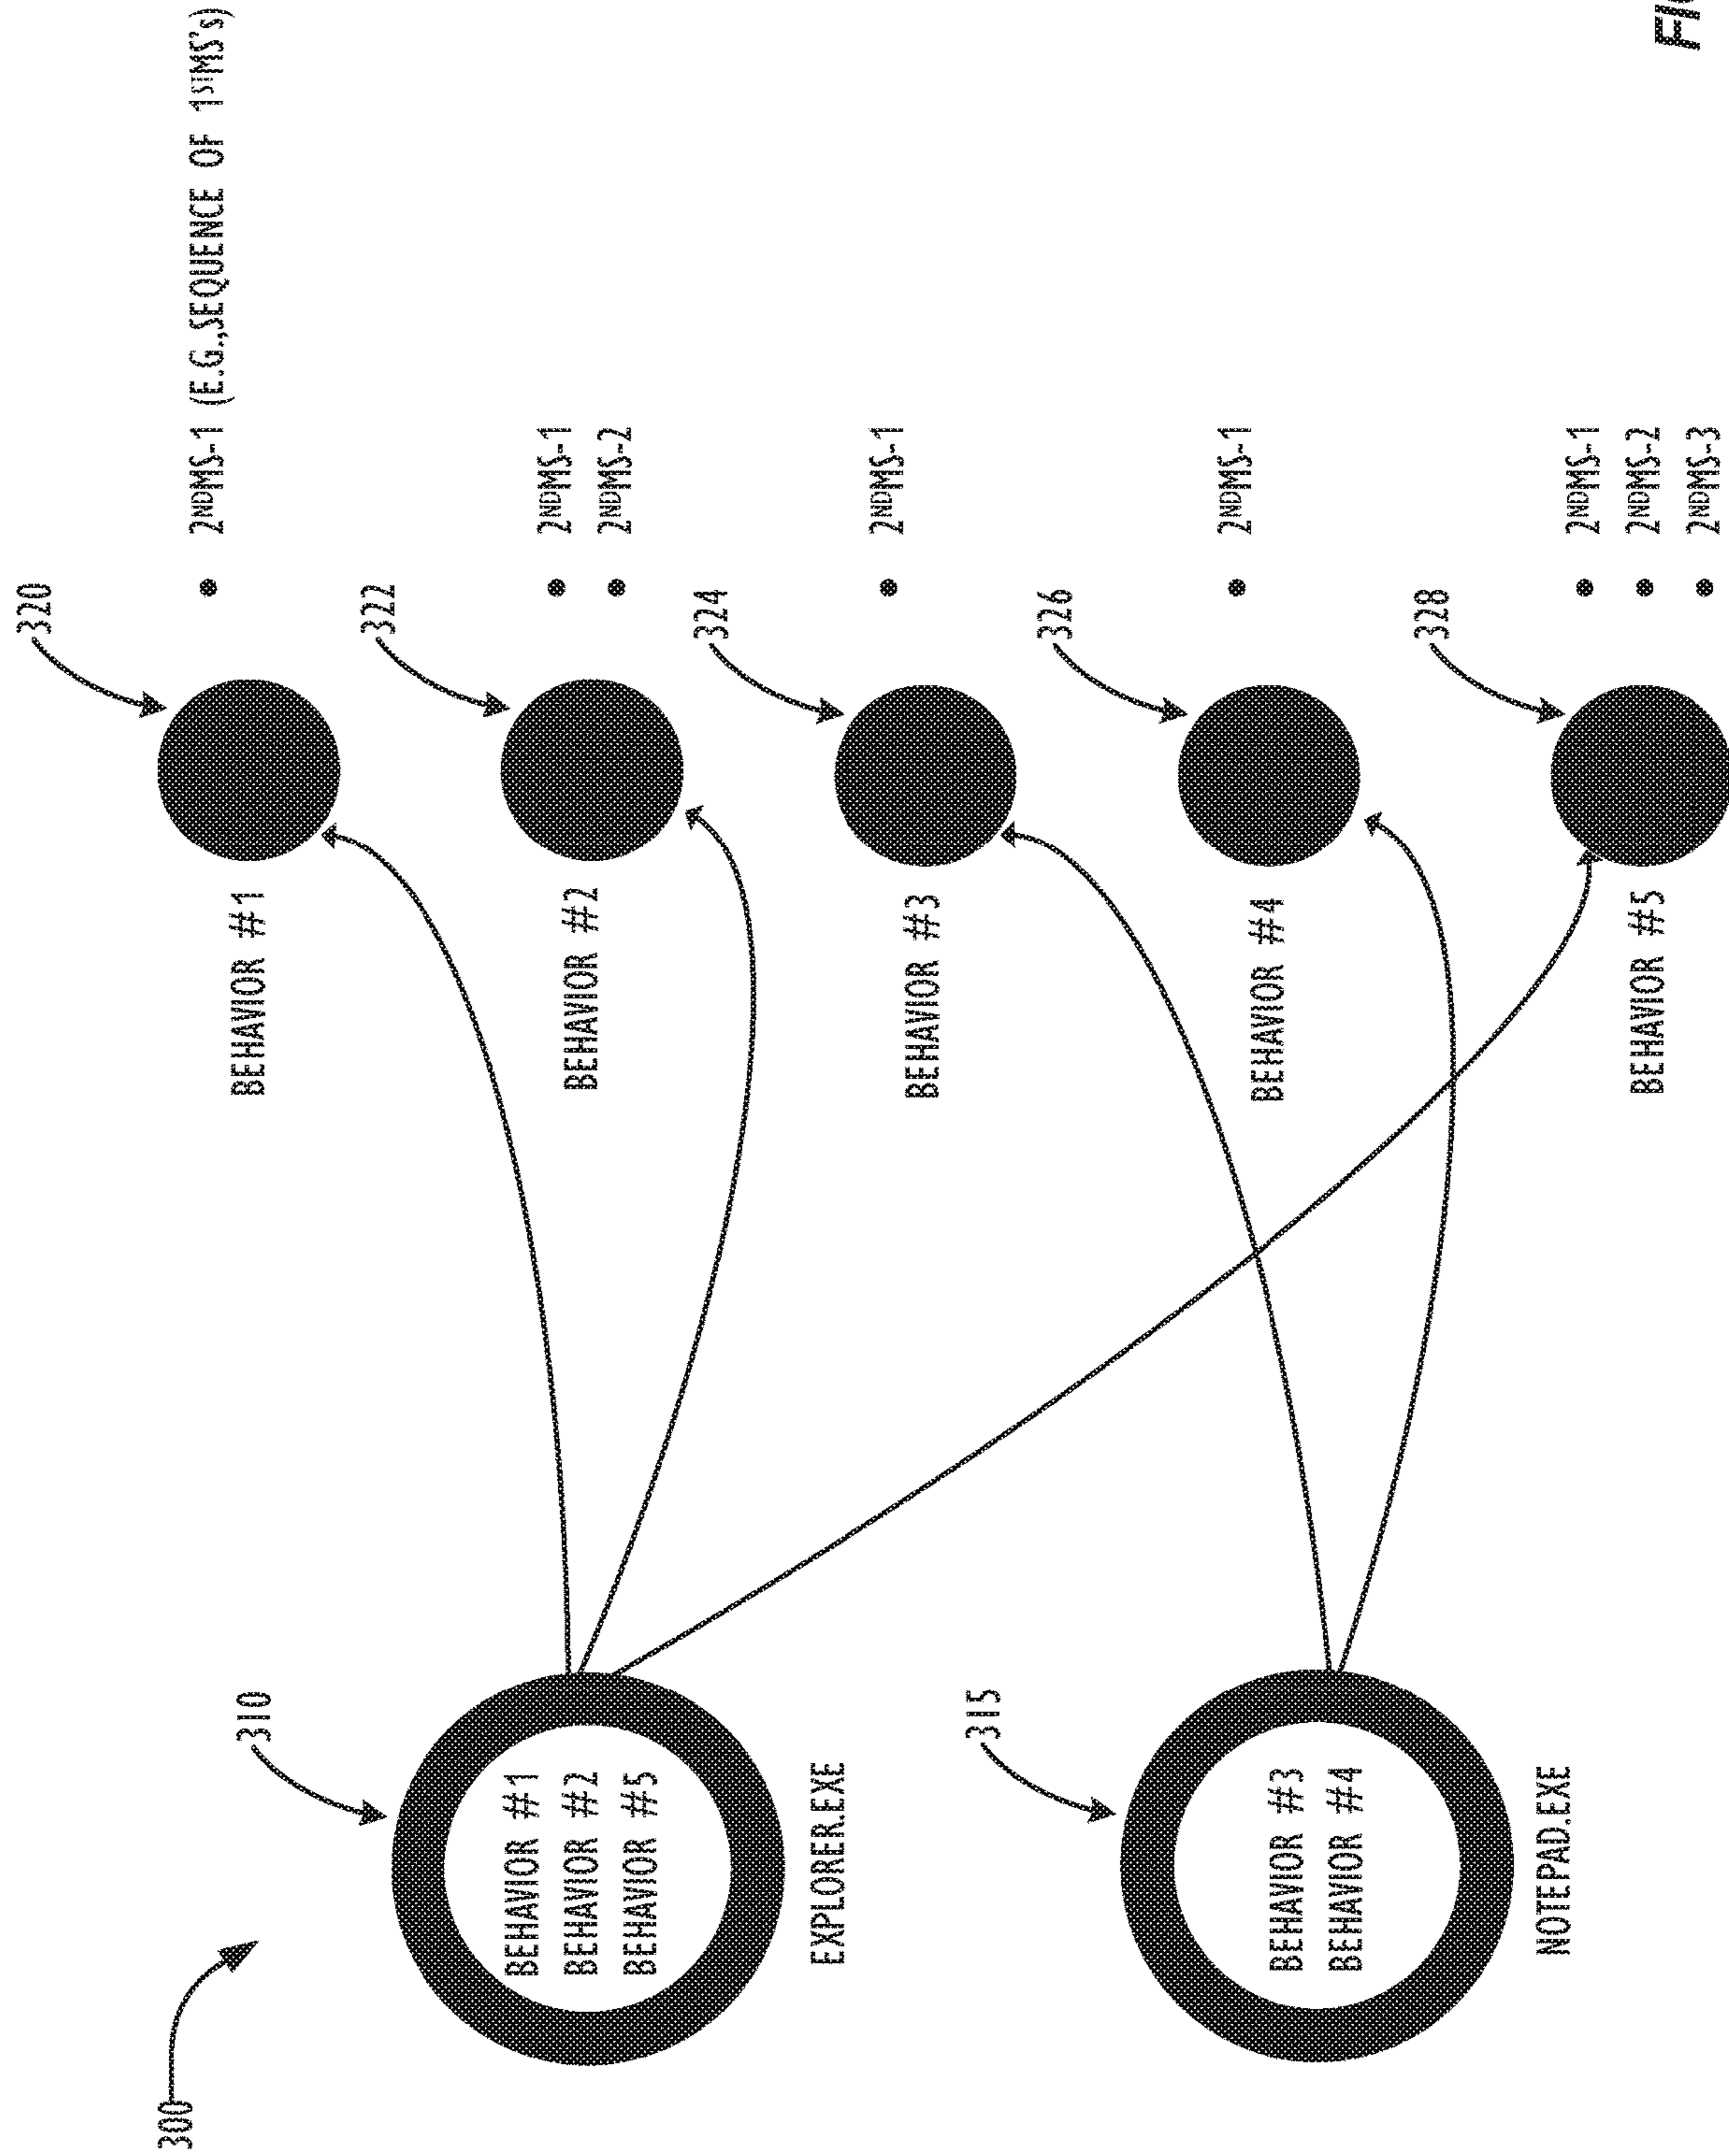 300
310
BEHAVIOR #1
BEHAVIOR #2
BEHAVIOR #5
EXPLORER.EXE
315
BEHAVIOR #3
BEHAVIOR #4
NOTEPAD.EXE
320
BEHAVIOR #1
• 2NDMS-1 (E.G.,SEQUENCE OF 1STMS's)
322
BEHAVIOR #2
• 2NDMS-1
• 2NDMS-2
324
BEHAVIOR #3
• 2NDMS-1
326
BEHAVIOR #4
• 2NDMS-1
328
BEHAVIOR #5
• 2NDMS-1
• 2NDMS-2
• 2NDMS-3